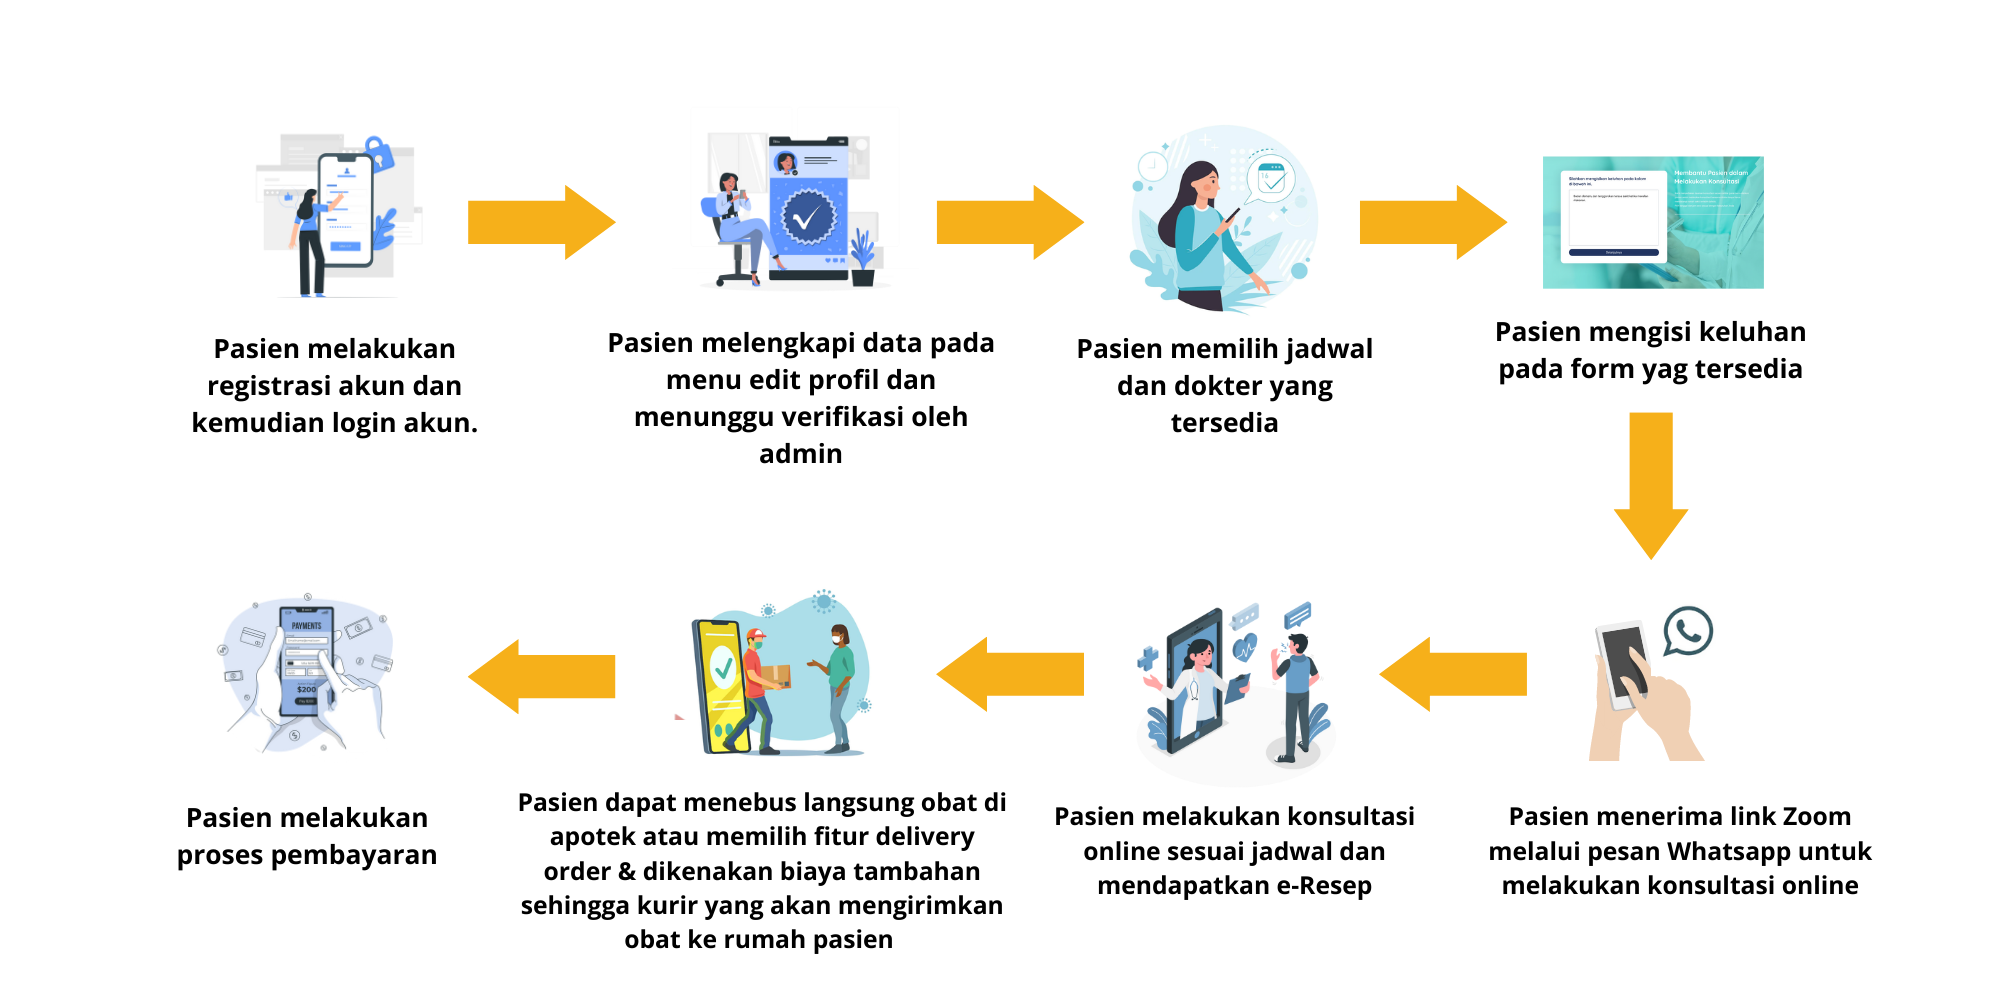 Pasien melakukan
registrasi akun dan
kemudian login akun.
Pasien melengkapi data pada
menu edit profil dan
menunggu verifikasi oleh
admin
16
Pasien memilih jadwal
dan dokter yang
tersedia
Membantu Pasien dalam
Melakukan Konsultasi
Pasien mengisi keluhan
pada form yag tersedia
Pasien menerima link Zoom
melalui pesan Whatsapp untuk
melakukan konsultasi online
Pasien melakukan konsultasi
online sesuai jadwal dan
mendapatkan e-Resep
Pasien dapat menebus langsung obat di
apotek atau memilih fitur delivery
order & dikenakan biaya tambahan
sehingga kurir yang akan mengirimkan
obat ke rumah pasien
PAYMENTS
$200
Pasien melakukan
proses pembayaran